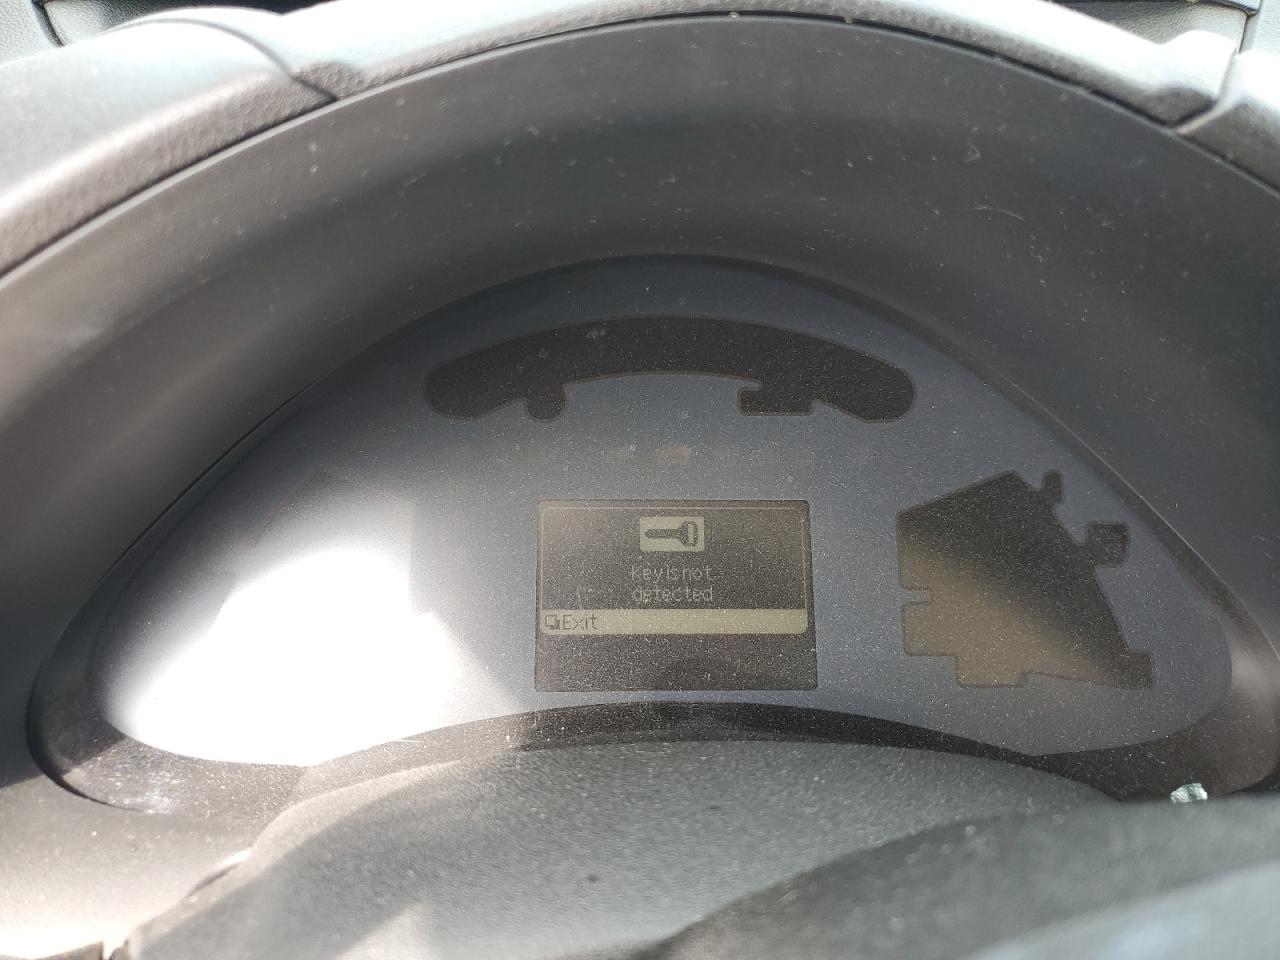 Key is not
detected
Exit